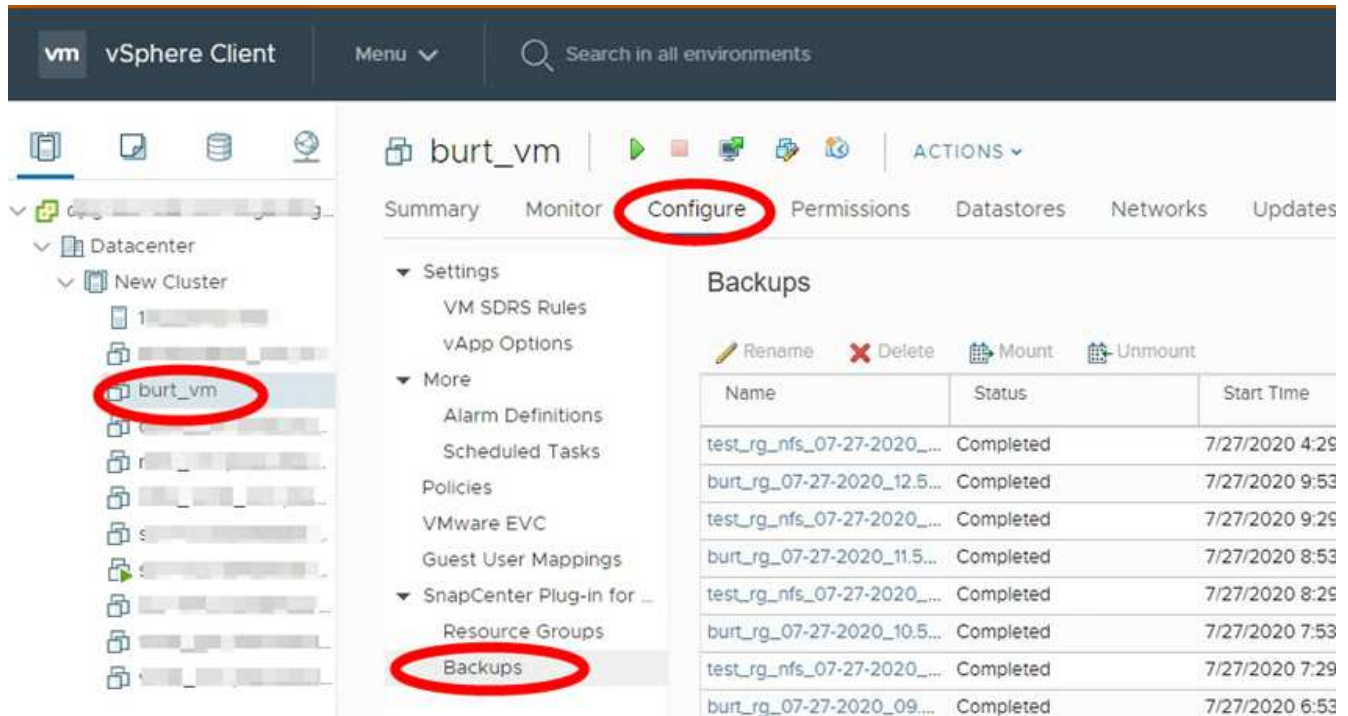 vm vSphere Client Menu Search in all environments
burt_vm ACTIONS
Summary Monitor Configure Permissions Datastores Networks Updates
Datacenter
New Cluster
burt_vm
Settings
VM SDRS Rules
vApp Options
More
Alarm Definitions
Scheduled Tasks
Policies
VMware EVC
Guest User Mappings
SnapCenter Plug-in for ...
Resource Groups
Backups
Backups
Rename Delete Mount Unmount
Name Status Start Time
test_rg_nfs_07-27-2020_... Completed 7/27/2020 4:29
burt_rg_07-27-2020_12.5... Completed 7/27/2020 9:53
test_rg_nfs_07-27-2020_... Completed 7/27/2020 9:29
burt_rg_07-27-2020_11.5... Completed 7/27/2020 8:53
test_rg_nfs_07-27-2020_... Completed 7/27/2020 8:29
burt_rg_07-27-2020_10.5... Completed 7/27/2020 7:53
test_rg_nfs_07-27-2020_... Completed 7/27/2020 7:29
burt_rg_07-27-2020_09.... Completed 7/27/2020 6:53